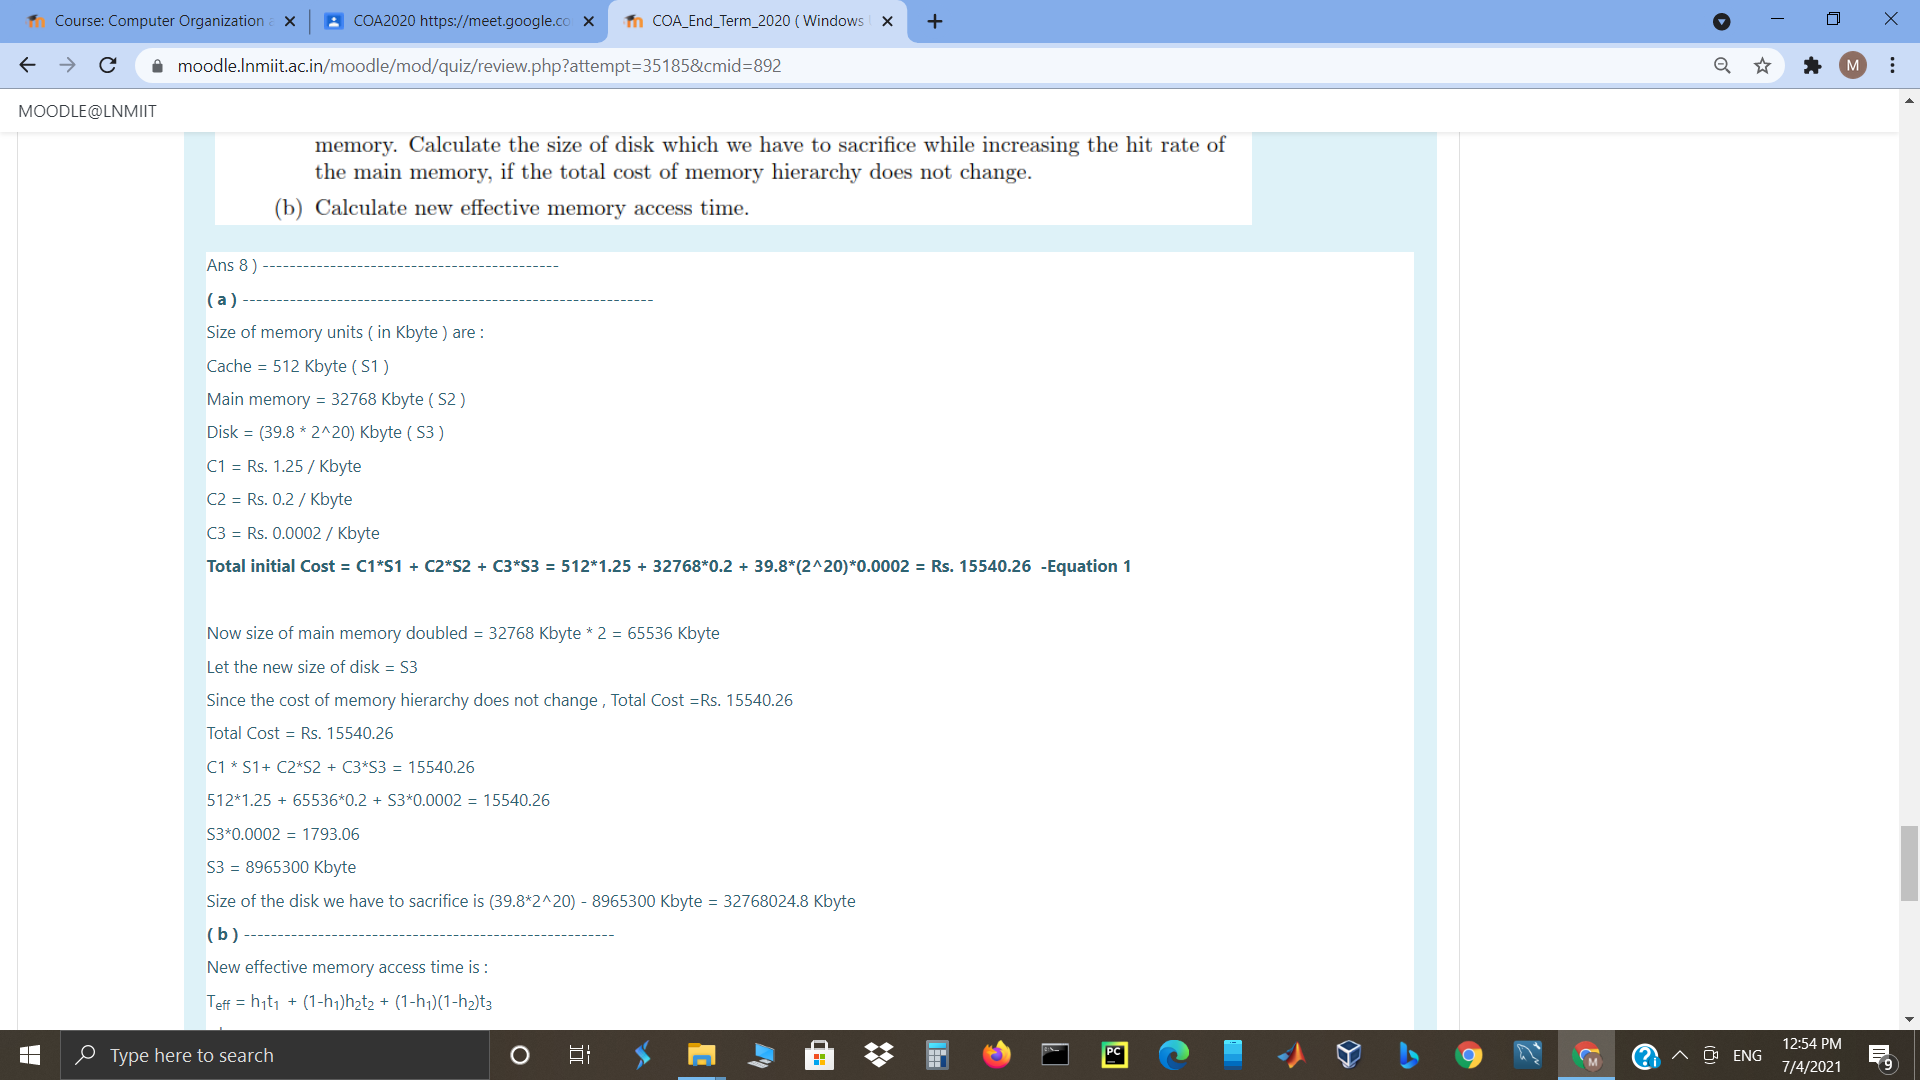 Course: Computer Organization a
COA2020 https://meet.google.co
COA_End_Term_2020 ( Windows
moodle.lnmiit.ac.in/moodle/mod/quiz/review.php?attempt=35185&cmid=892
M
MOODLE@LNMIIT
memory. Calculate the size of disk which we have to sacrifice while increasing the hit rate of
the main memory, if the total cost of memory hierarchy does not change.
(b) Calculate new effective memory access time.
Ans 8 ) --------------------------------------------
( a ) -------------------------------------------------------------
Size of memory units ( in Kbyte ) are :
Cache = 512 Kbyte ( S1 )
Main memory = 32768 Kbyte ( S2 )
Disk = (39.8 * 2^20) Kbyte ( S3 )
C1 = Rs. 1.25 / Kbyte
C2 = Rs. 0.2 / Kbyte
C3 = Rs. 0.0002 / Kbyte
Total initial Cost = C1*S1 + C2*S2 + C3*S3 = 512*1.25 + 32768*0.2 + 39.8*(2^20)*0.0002 = Rs. 15540.26 -Equation 1
Now size of main memory doubled = 32768 Kbyte * 2 = 65536 Kbyte
Let the new size of disk = S3
Since the cost of memory hierarchy does not change , Total Cost =Rs. 15540.26
Total Cost = Rs. 15540.26
C1 * S1+ C2*S2 + C3*S3 = 15540.26
512*1.25 + 65536*0.2 + S3*0.0002 = 15540.26
S3*0.0002 = 1793.06
S3 = 8965300 Kbyte
Size of the disk we have to sacrifice is (39.8*2^20) - 8965300 Kbyte = 32768024.8 Kbyte
( b ) -------------------------------------------------------
New effective memory access time is :
Teff = h₁t₁ + (1-h₁)h₂t₂ + (1-h₁)(1-h₂)t₃
Type here to search
PC
M
ENG
12:54 PM
7/4/2021
9